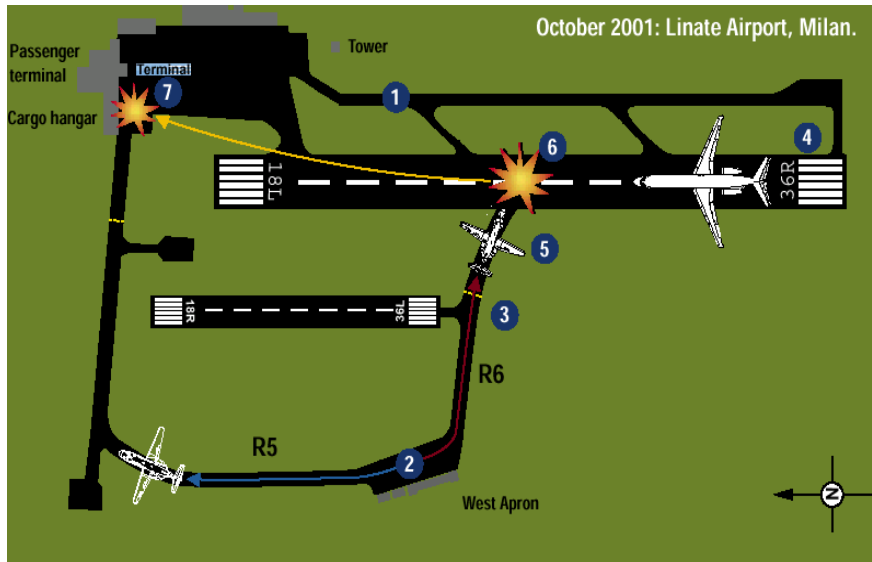 October 2001: Linate Airport, Milan.
Tower
Passenger
terminal
Terminal
7
Cargo hangar
1
6
4
18L
36R
5
18R
36L
3
R6
R5
2
West Apron
N